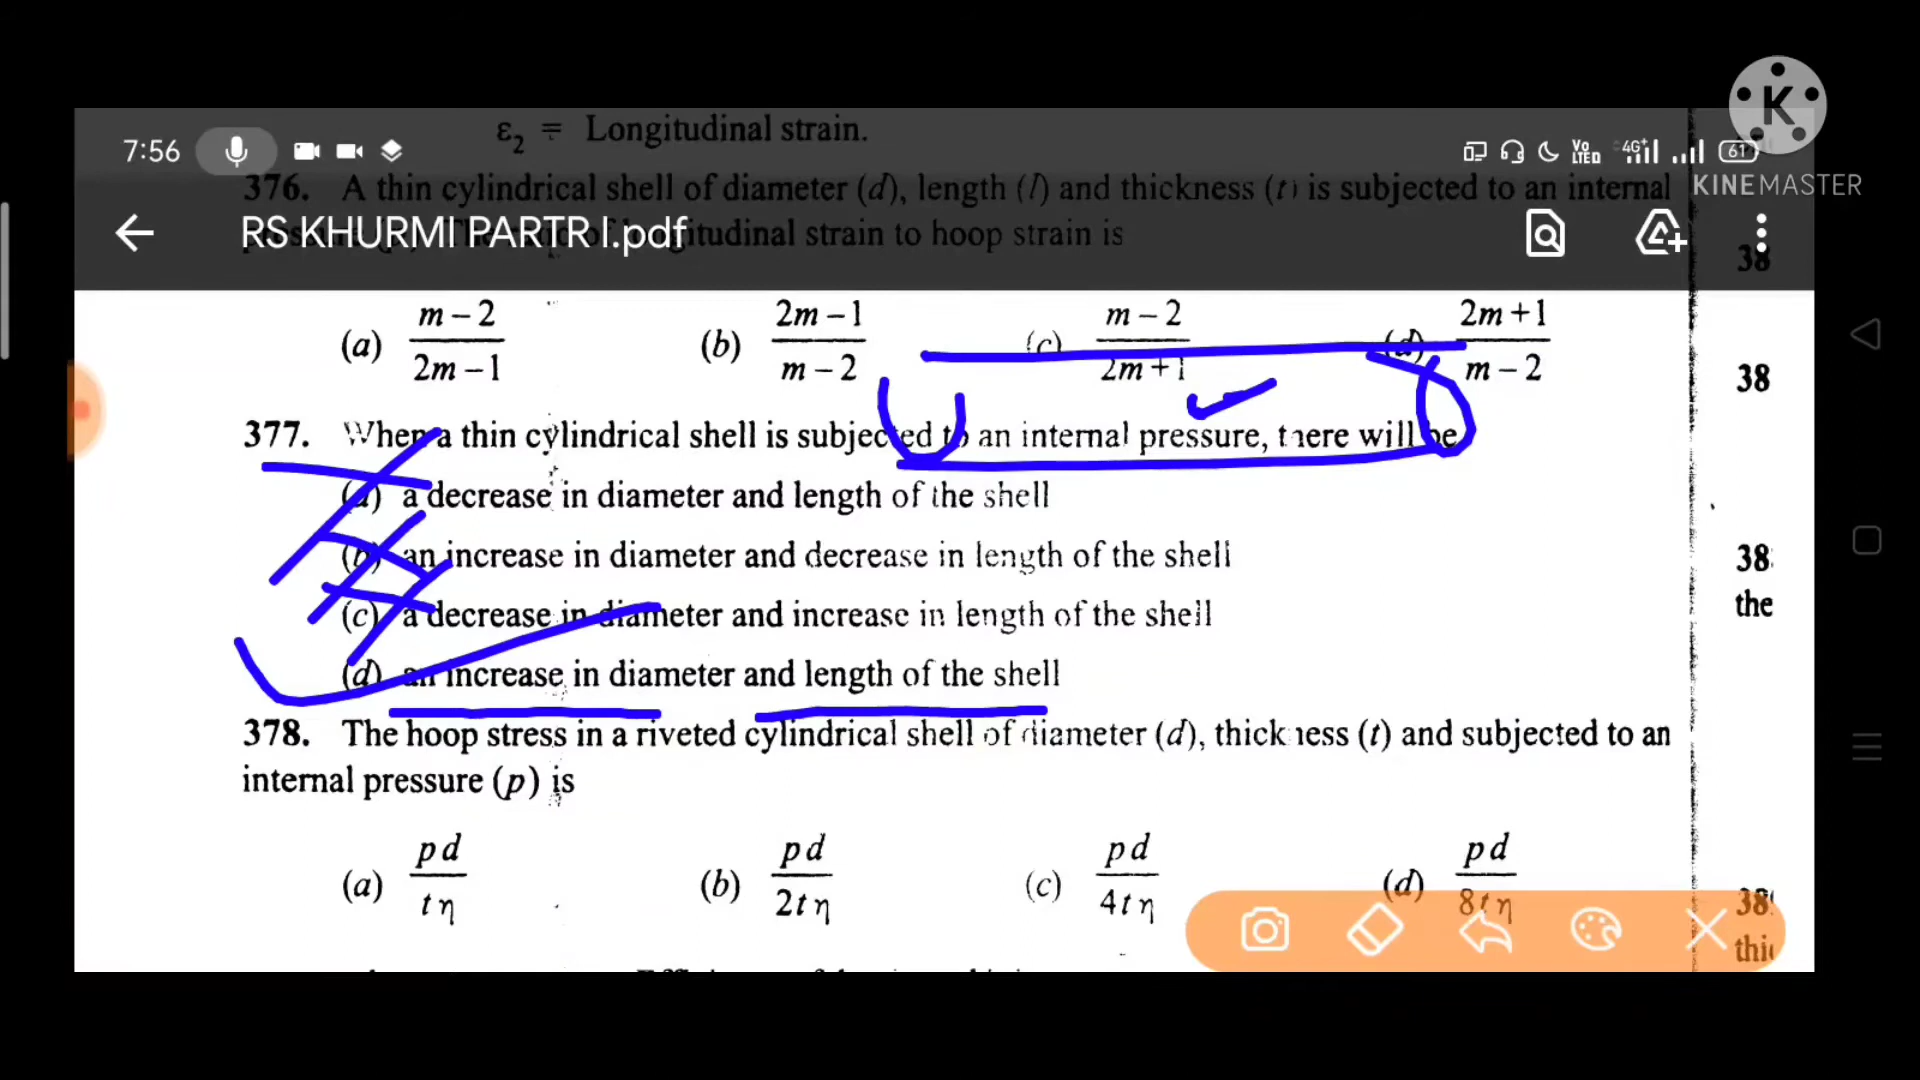 ε2 = Longitudinal strain.
7:56
4G+
61
KINEMASTER
376. A thin cylindrical shell of diameter (d), length (l) and thickness (t) is subjected to an internal
RS KHURMI PARTR I.pdf
longitudinal strain to hoop strain is
38
(a) m – 2 / 2m – 1 (b) 2m – 1 / m – 2 (c) m – 2 / 2m + 1 (d) 2m + 1 / m – 2
38
377. When a thin cylindrical shell is subjected to an internal pressure, there will be
(a) a decrease in diameter and length of the shell
(b) an increase in diameter and decrease in length of the shell
38
(c) a decrease in diameter and increase in length of the shell
the
(d) an increase in diameter and length of the shell
378. The hoop stress in a riveted cylindrical shell of diameter (d), thickness (t) and subjected to an
internal pressure (p) is
(a) pd / tη (b) pd / 2tη (c) pd / 4tη (d) pd / 8tη
38